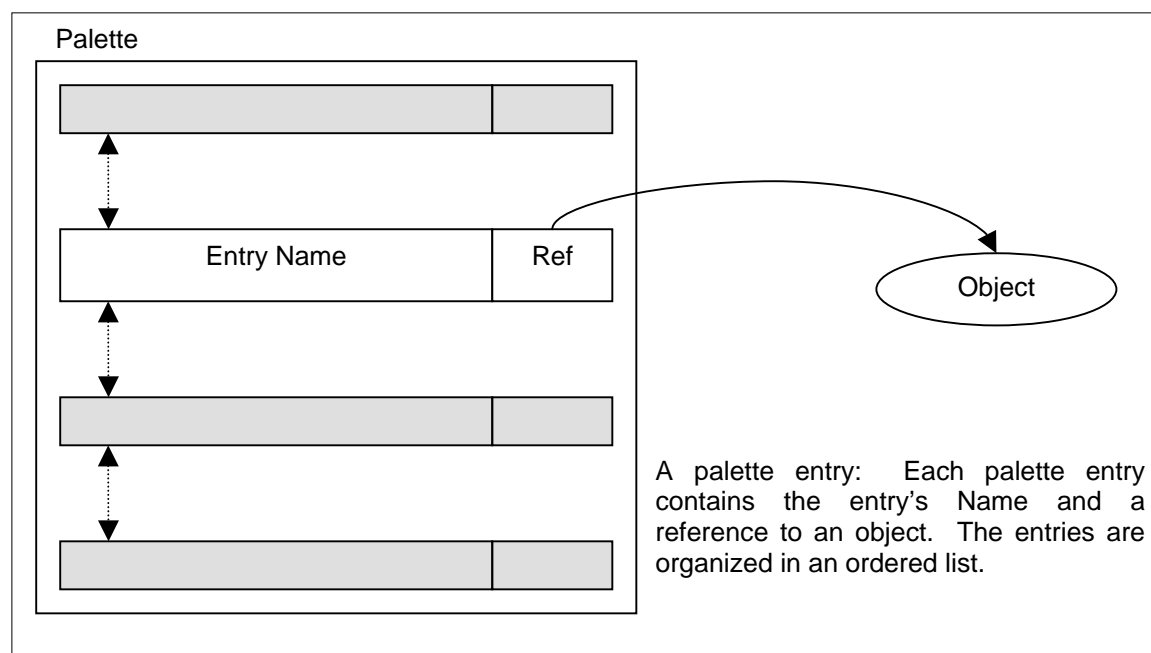 Palette
Entry Name
Ref
Object
A palette entry: Each palette entry
contains the entry’s Name and a
reference to an object. The entries are
organized in an ordered list.